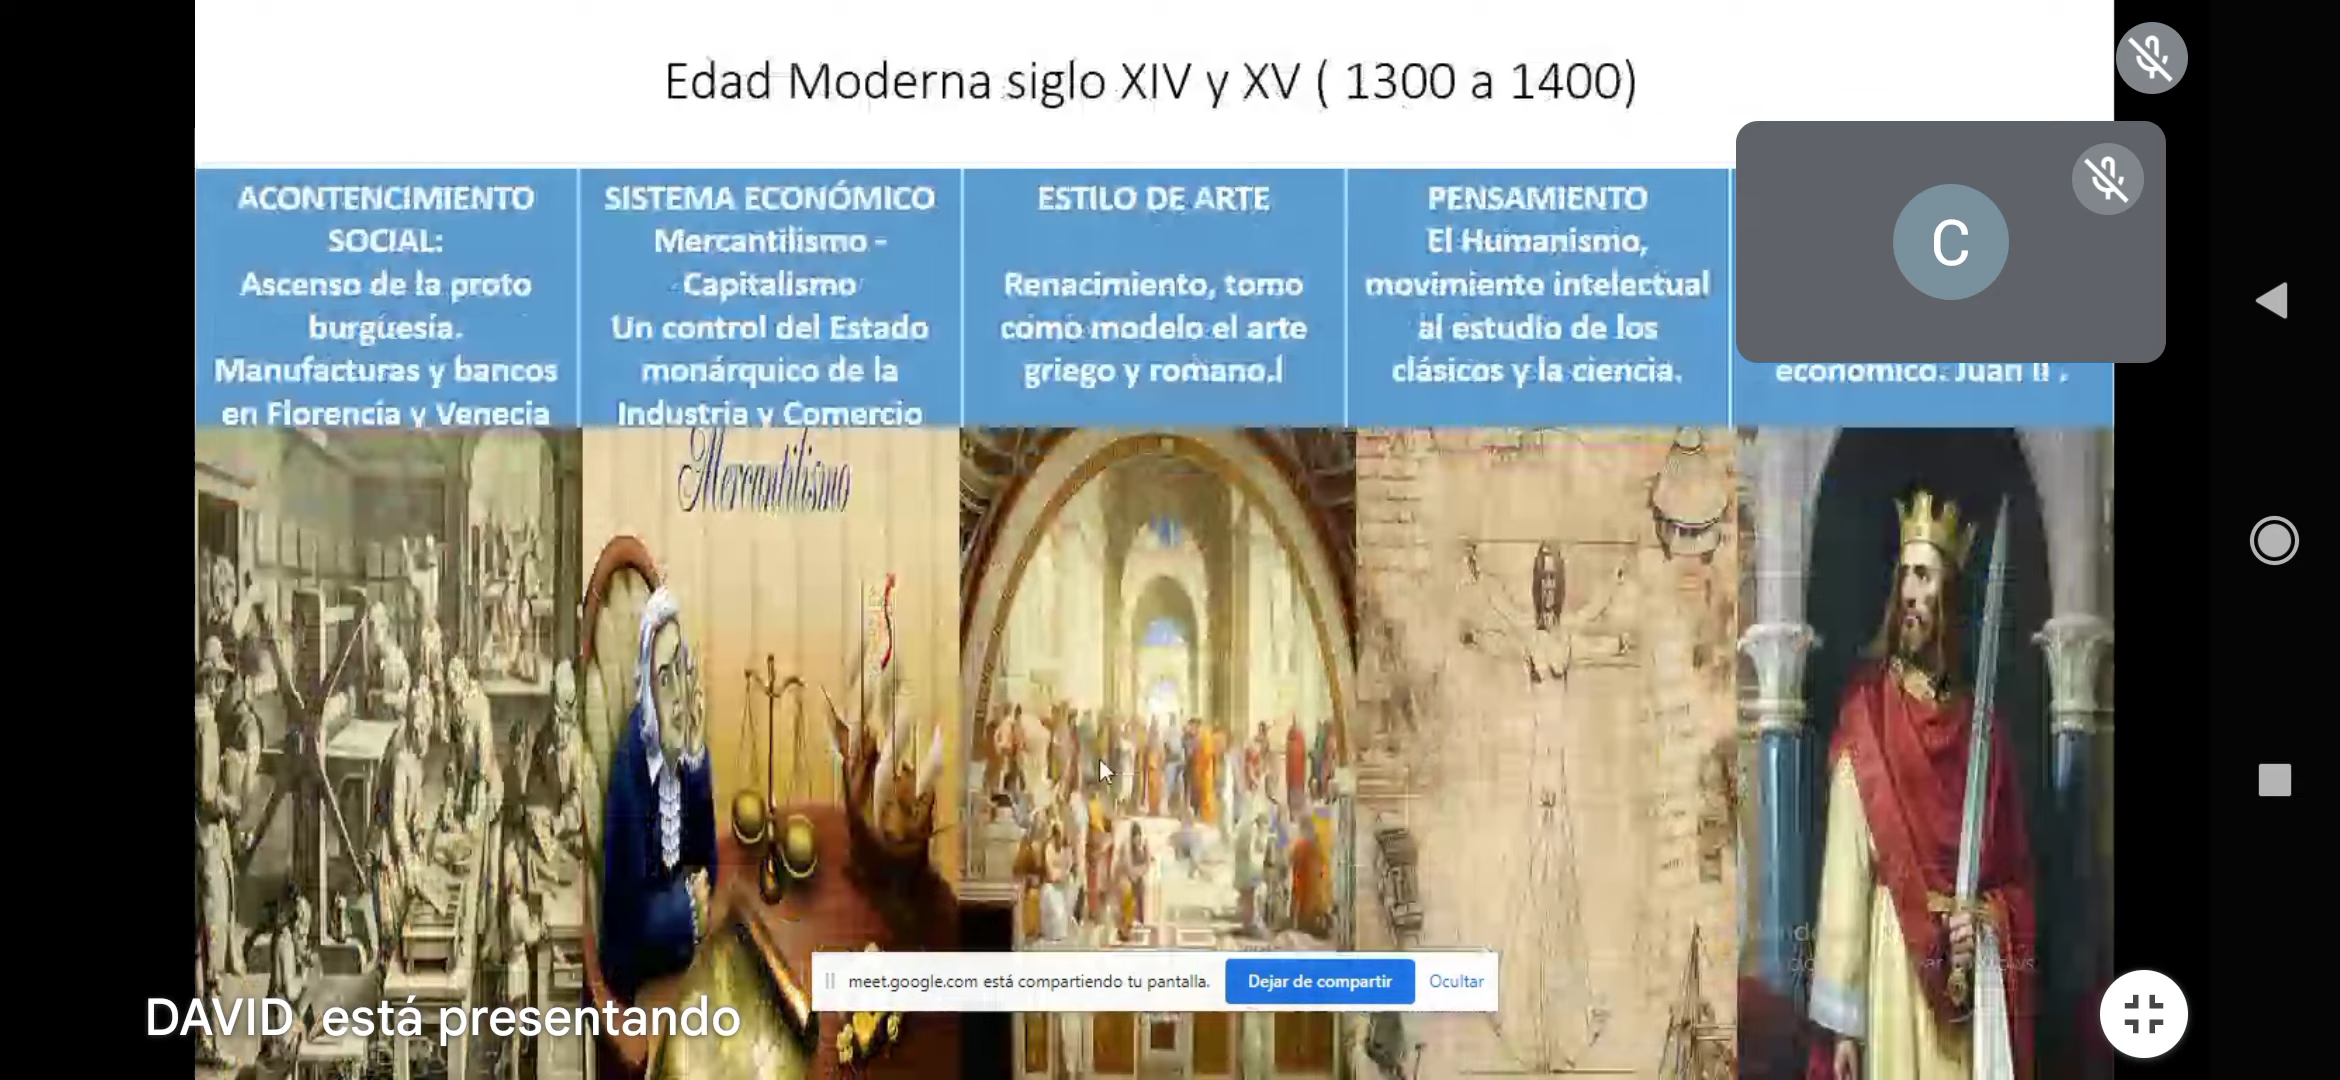 Edad Moderna siglo XIV y XV ( 1300 a 1400)
ACONTENCIMIENTO
SOCIAL:
Ascenso de la proto
burguesía.
Manufacturas y bancos
en Florencia y Venecia
SISTEMA ECONÓMICO
Mercantilismo -
Capitalismo
Un control del Estado
monárquico de la
Industria y Comercio
ESTILO DE ARTE
Renacimiento, tomo
como modelo el arte
griego y romano.
PENSAMIENTO
El Humanismo,
movimiento intelectual
al estudio de los
clásicos y la ciencia.
económico. Juan II .
C
Mercantilismo
meet.google.com está compartiendo tu pantalla.
Dejar de compartir
Ocultar
DAVID está presentando